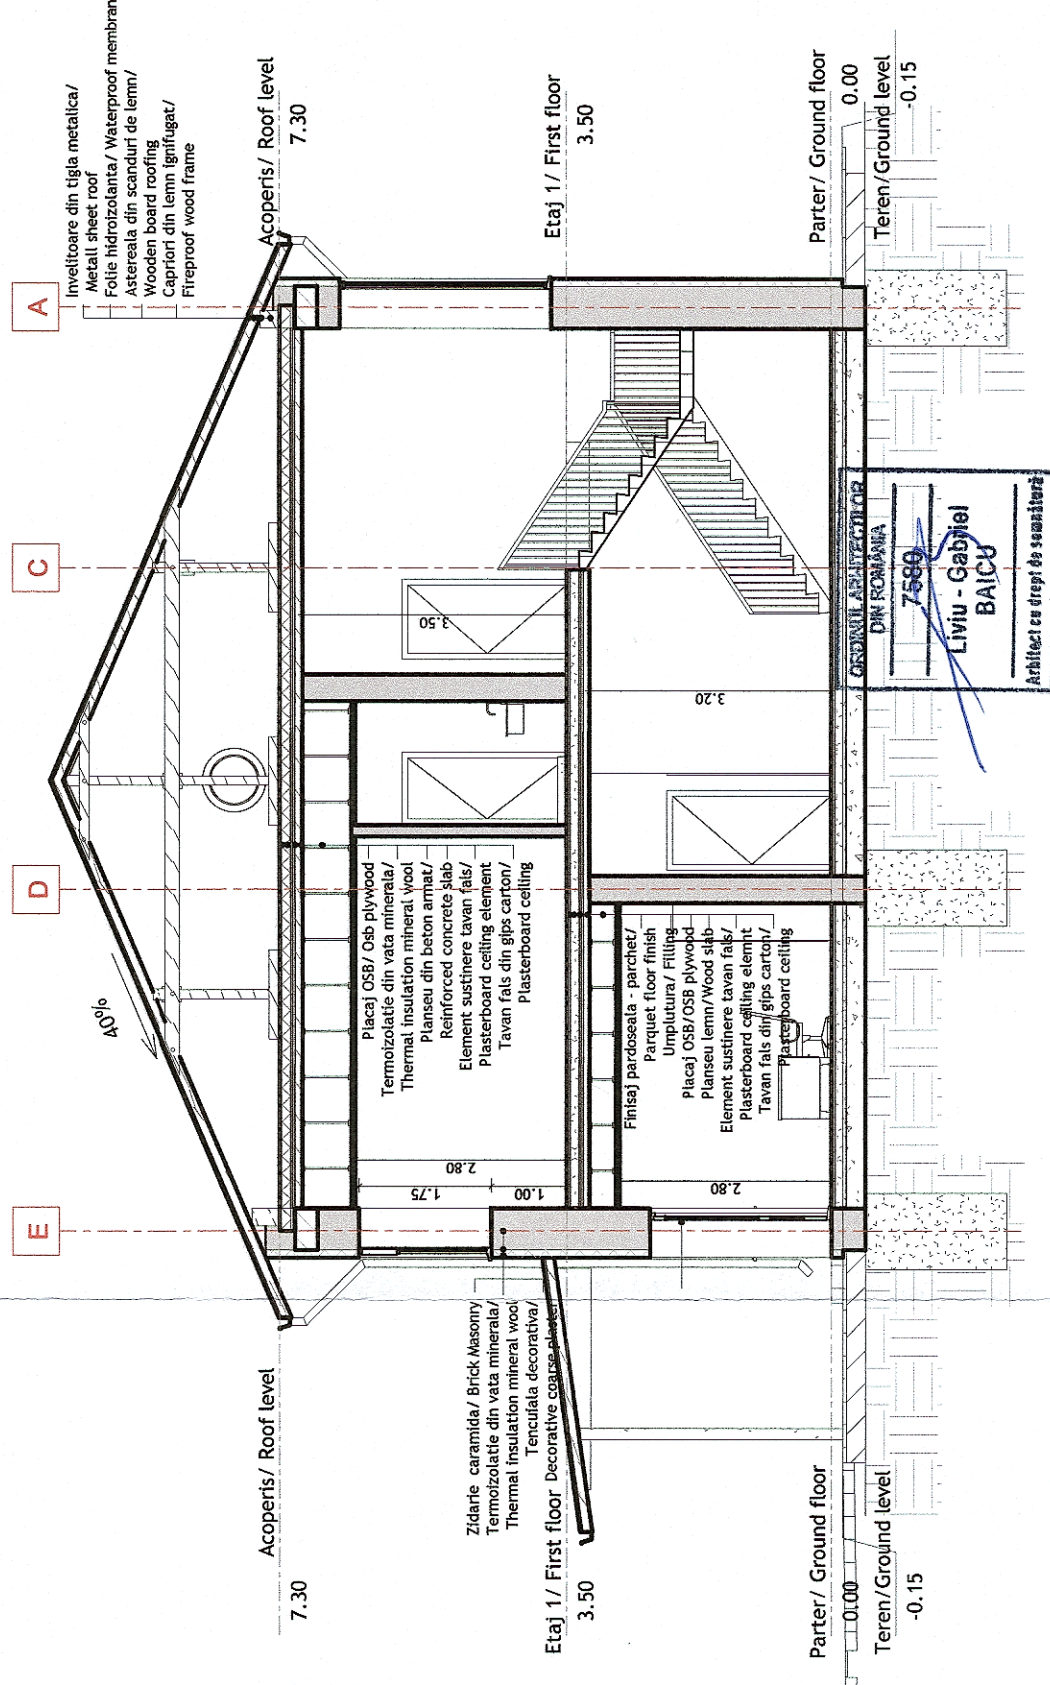 Invelitoare din tigla metalica/
Metall sheet roof
Folie hidroizolanta/ Waterproof membran
Astereala din scanduri de lemn/
Wooden board roofing
Capriori din lemn ignifugat/
Fireproof wood frame
A
C
D
E
40%
Acoperis/ Roof level
7.30
Etaj 1/ First floor
3.50
Parter/ Ground floor
0.00
Teren/Ground level
-0.15
3.50
3.20
Placaj OSB/ Osb plywood
Termoizolatie din vata minerala/
Thermal insulation mineral wool
Planseu din beton armat/
Reinforced concrete slab
Element sustinere tavan fals/
Plasterboard ceiling element
Tavan fals din gips carton/
Plasterboard ceiling
Finisaj pardoseala - parchet/
Parquet floor finish
Umplutura/ Filling
Placaj OSB/OSB plywood
Planseu lemn/Wood slab
Element sustinere tavan fals/
Plasterboard ceiling elemnt
Tavan fals din gips carton/
Plasterboard ceiling
2.80
1.75
1.00
2.80
Zidarie caramida/ Brick Masonry
Termoizolatie din vata minerala/
Thermal insulation mineral wool
Tencuiala decorativa/
Decorative coarse plaster
Acoperis/ Roof level
7.30
Etaj 1/ First floor
3.50
Parter/ Ground floor
0.00
Teren/Ground level
-0.15
ORDINUL ARHITECTILOR
DIN ROMÂNIA
7580
Liviu - Gabriel
BAICU
Arhitect cu drept de semnătură